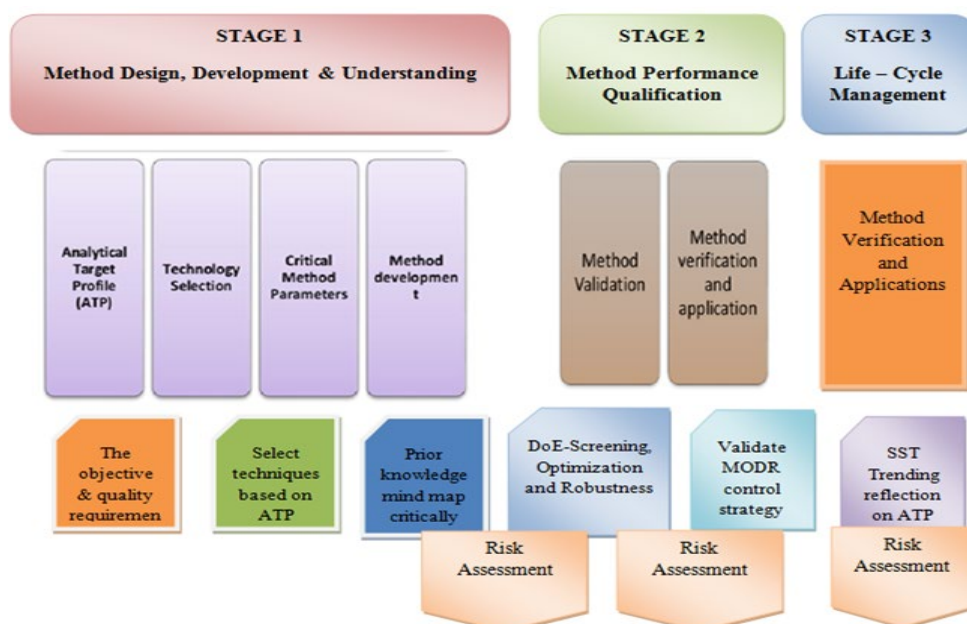 STAGE 1
Method Design, Development & Understanding
STAGE 2
Method Performance
Qualification
STAGE 3
Life – Cycle
Management
Analytical
Target
Profile
(ATP)
Technology
Selection
Critical
Method
Parameters
Method
developmen
t
Method
Validation
Method
verification
and
application
Method
Verification
and
Applications
The
objective
& quality
requiremen
Select
techniques
based on
ATP
Prior
knowledge
mind map
critically
DoE-Screening,
Optimization
and Robustness
Validate
MODR
control
strategy
SST
Trending
reflection
on ATP
Risk
Assessment
Risk
Assessment
Risk
Assessment